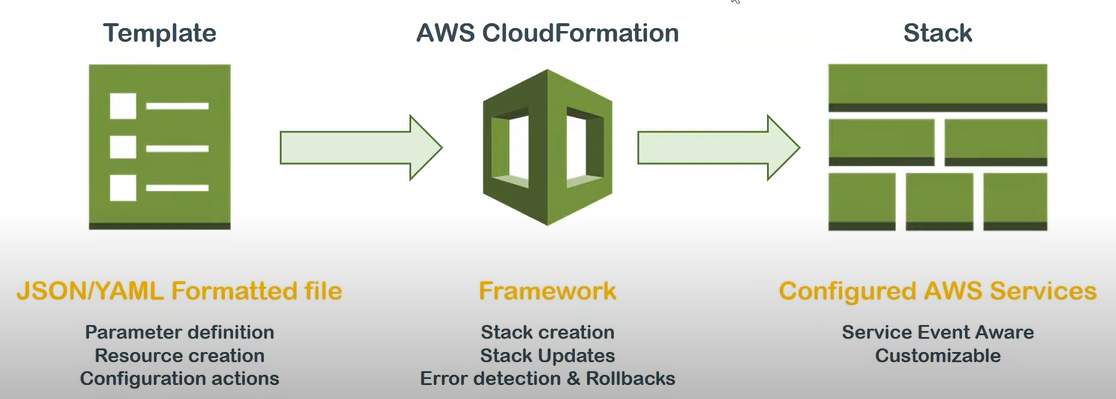 Template
JSON/YAML Formatted file
Parameter definition
Resource creation
Configuration actions
AWS CloudFormation
Framework
Stack creation
Stack Updates
Error detection & Rollbacks
Stack
Configured AWS Services
Service Event Aware
Customizable